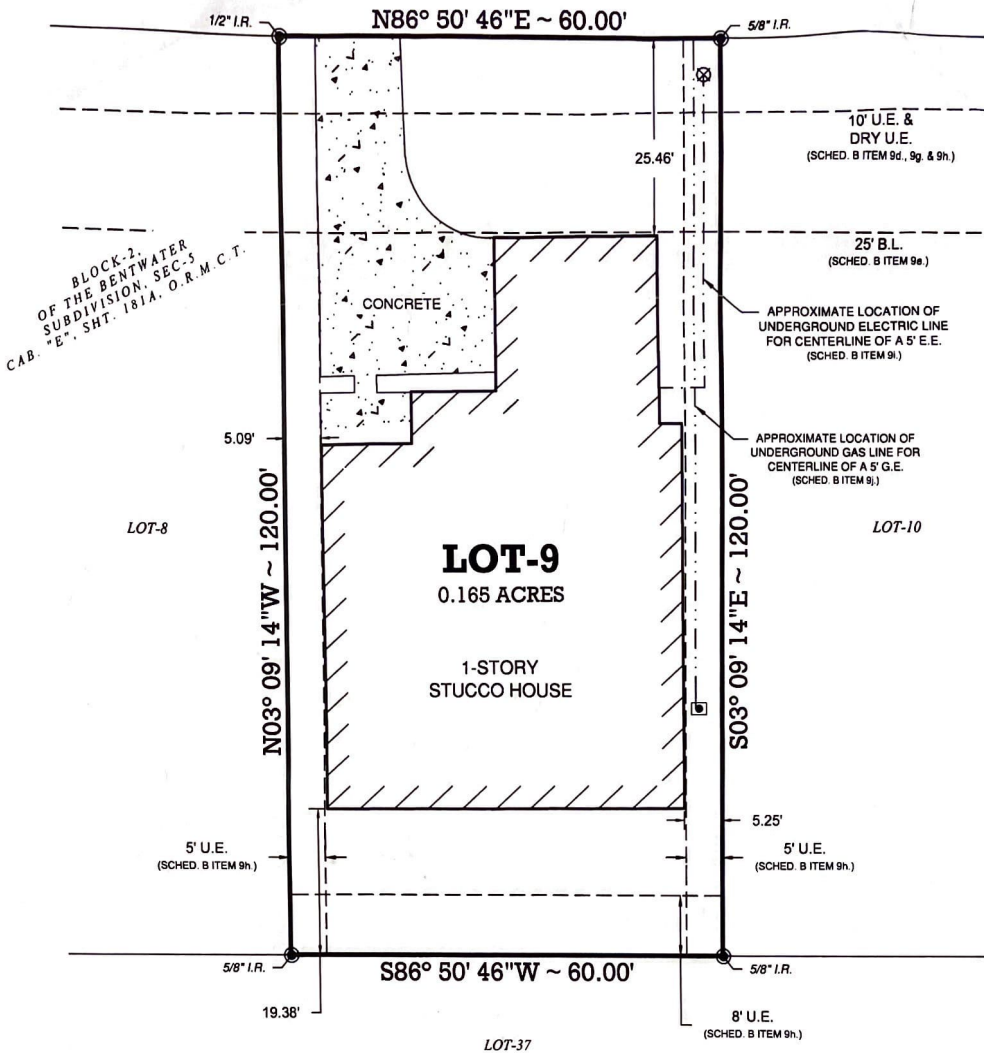 N86° 50' 46"E ~ 60.00'
1/2" I.R.
5/8" I.R.
10' U.E. &
DRY U.E.
(SCHED. B ITEM 9d., 9g. & 9h.)
25.46'
BLOCK-2,
OF THE BENTWATER
SUBDIVISION, SEC-5
CAB. "E", SHT. 181A, O.R.M.C.T.
25' B.L.
(SCHED. B ITEM 9e.)
CONCRETE
APPROXIMATE LOCATION OF
UNDERGROUND ELECTRIC LINE
FOR CENTERLINE OF A 5' E.E.
(SCHED. B ITEM 9i.)
5.09'
APPROXIMATE LOCATION OF
UNDERGROUND GAS LINE FOR
CENTERLINE OF A 5' G.E.
(SCHED. B ITEM 9j.)
LOT-8
N03° 09' 14"W ~ 120.00'
LOT-9
0.165 ACRES
1-STORY
STUCCO HOUSE
S03° 09' 14"E ~ 120.00'
LOT-10
5.25'
5' U.E.
(SCHED. B ITEM 9h.)
5' U.E.
(SCHED. B ITEM 9h.)
5/8" I.R.
S86° 50' 46"W ~ 60.00'
5/8" I.R.
19.38'
8' U.E.
(SCHED. B ITEM 9h.)
LOT-37